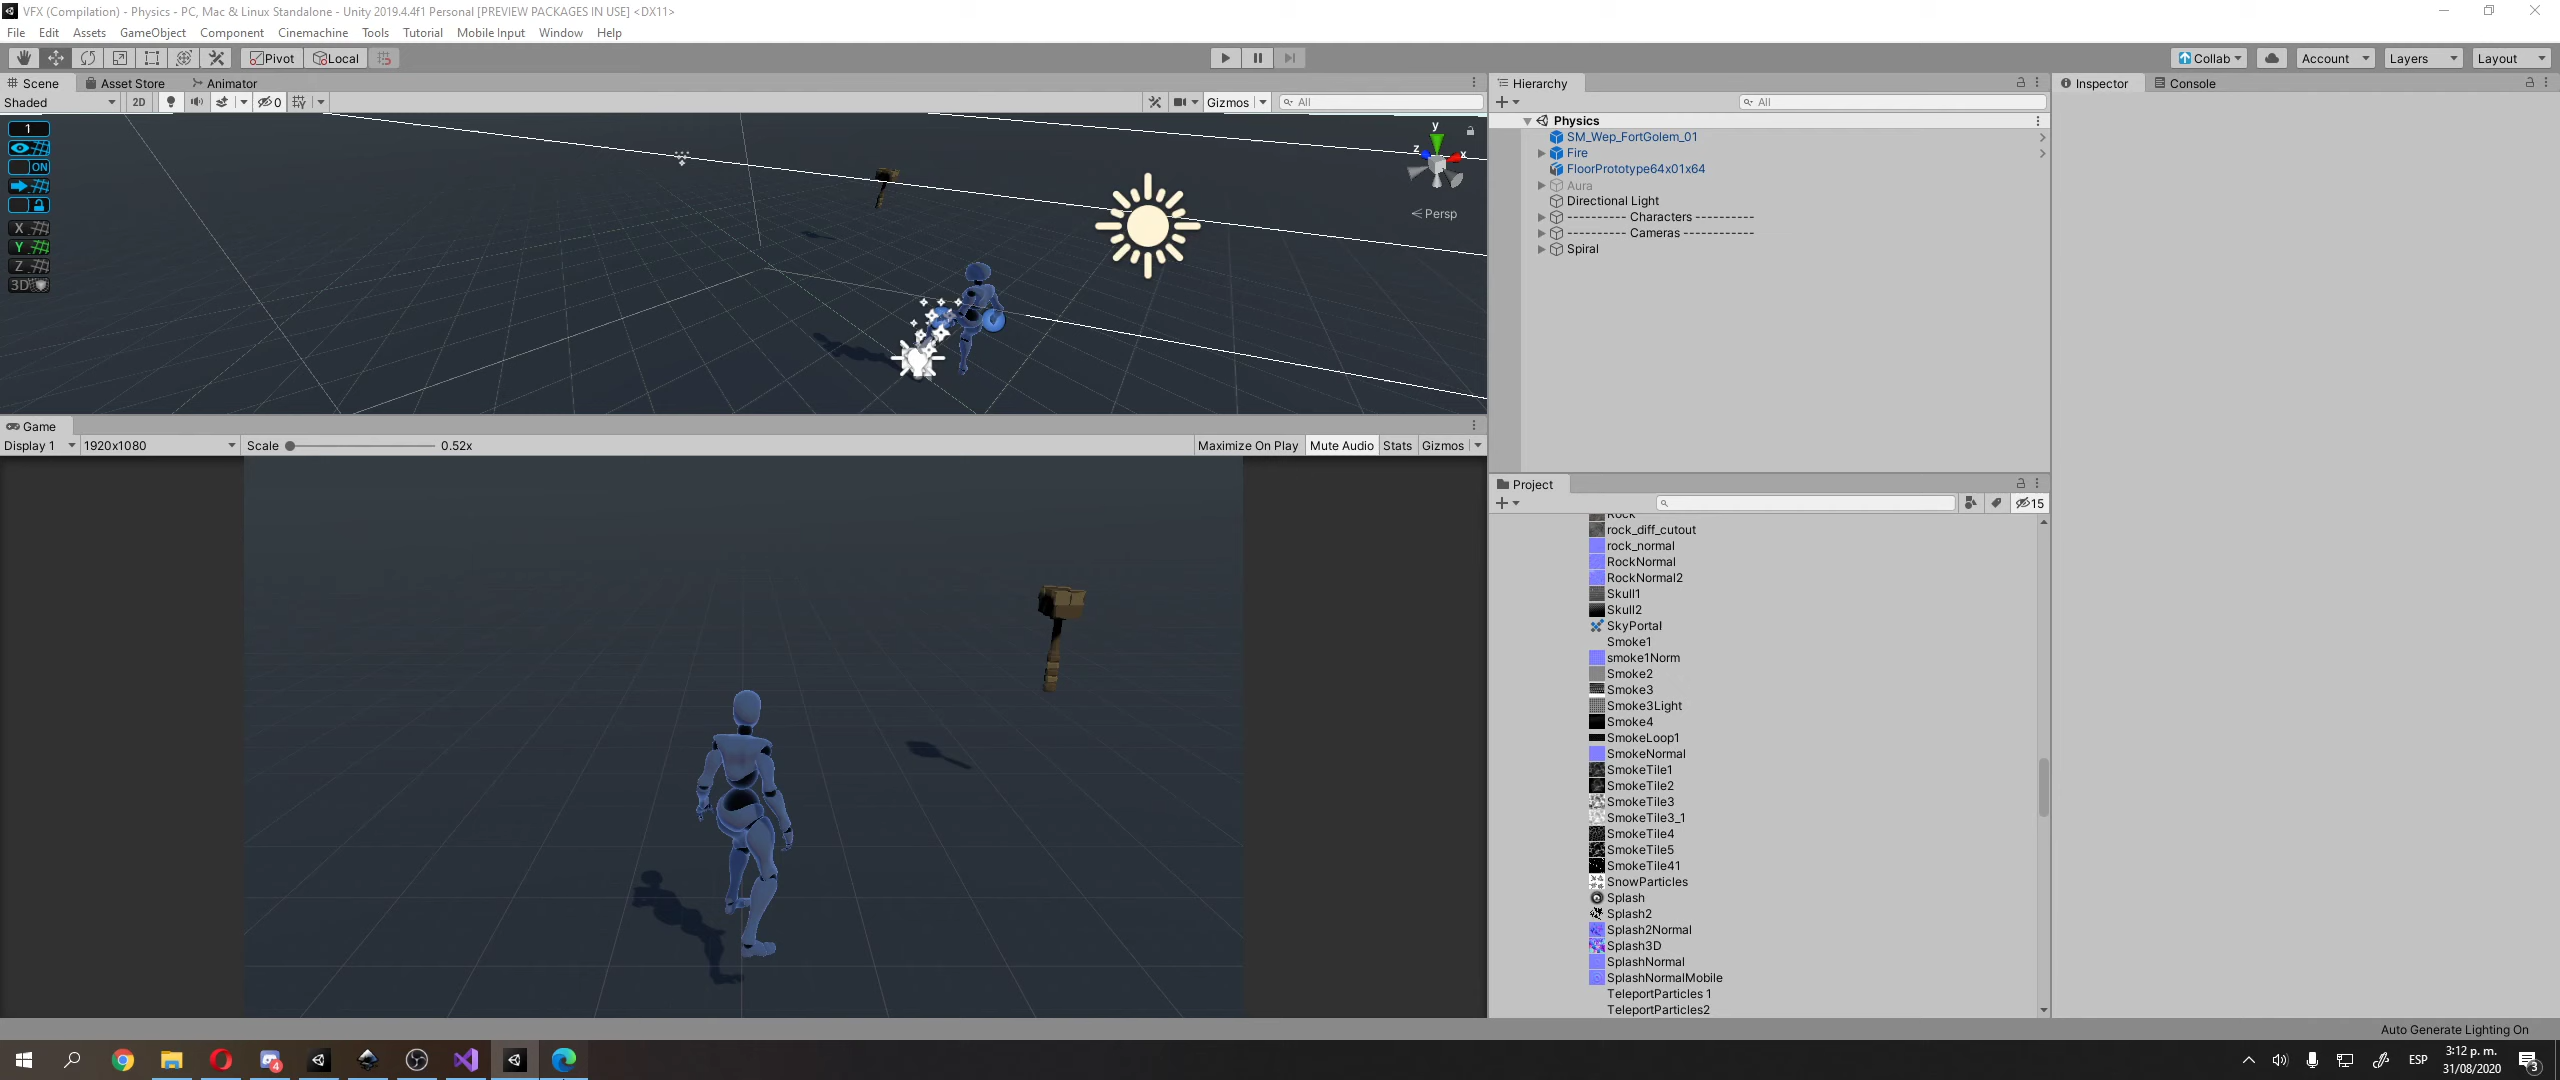 VFX (Compilation) - Physics - PC, Mac & Linux Standalone - Unity 2019.4.4f1 Personal [PREVIEW PACKAGES IN USE] <DX11>
File Edit Assets GameObject Component Cinemachine Tools Tutorial Mobile Input Window Help
Pivot Local Collab Account Layers Layout
Scene Asset Store Animator
Shaded 2D 0 Gizmos All
1
ON
X
Y
Z
3D
y
z x
Persp
Game
Display 1 1920x1080 Scale 0.52x Maximize On Play Mute Audio Stats Gizmos
Hierarchy
All
Physics
SM_Wep_FortGolem_01
Fire
FloorPrototype64x01x64
Aura
Directional Light
---------- Characters ----------
---------- Cameras ------------
Spiral
Project
15
Rock
rock_diff_cutout
rock_normal
RockNormal
RockNormal2
Skull1
Skull2
SkyPortal
Smoke1
smoke1Norm
Smoke2
Smoke3
Smoke3Light
Smoke4
SmokeLoop1
SmokeNormal
SmokeTile1
SmokeTile2
SmokeTile3
SmokeTile3_1
SmokeTile4
SmokeTile5
SmokeTile41
SnowParticles
Splash
Splash2
Splash2Normal
Splash3D
SplashNormal
SplashNormalMobile
TeleportParticles 1
TeleportParticles2
Inspector Console
Auto Generate Lighting On
4
ESP
3:12 p. m.
31/08/2020
3